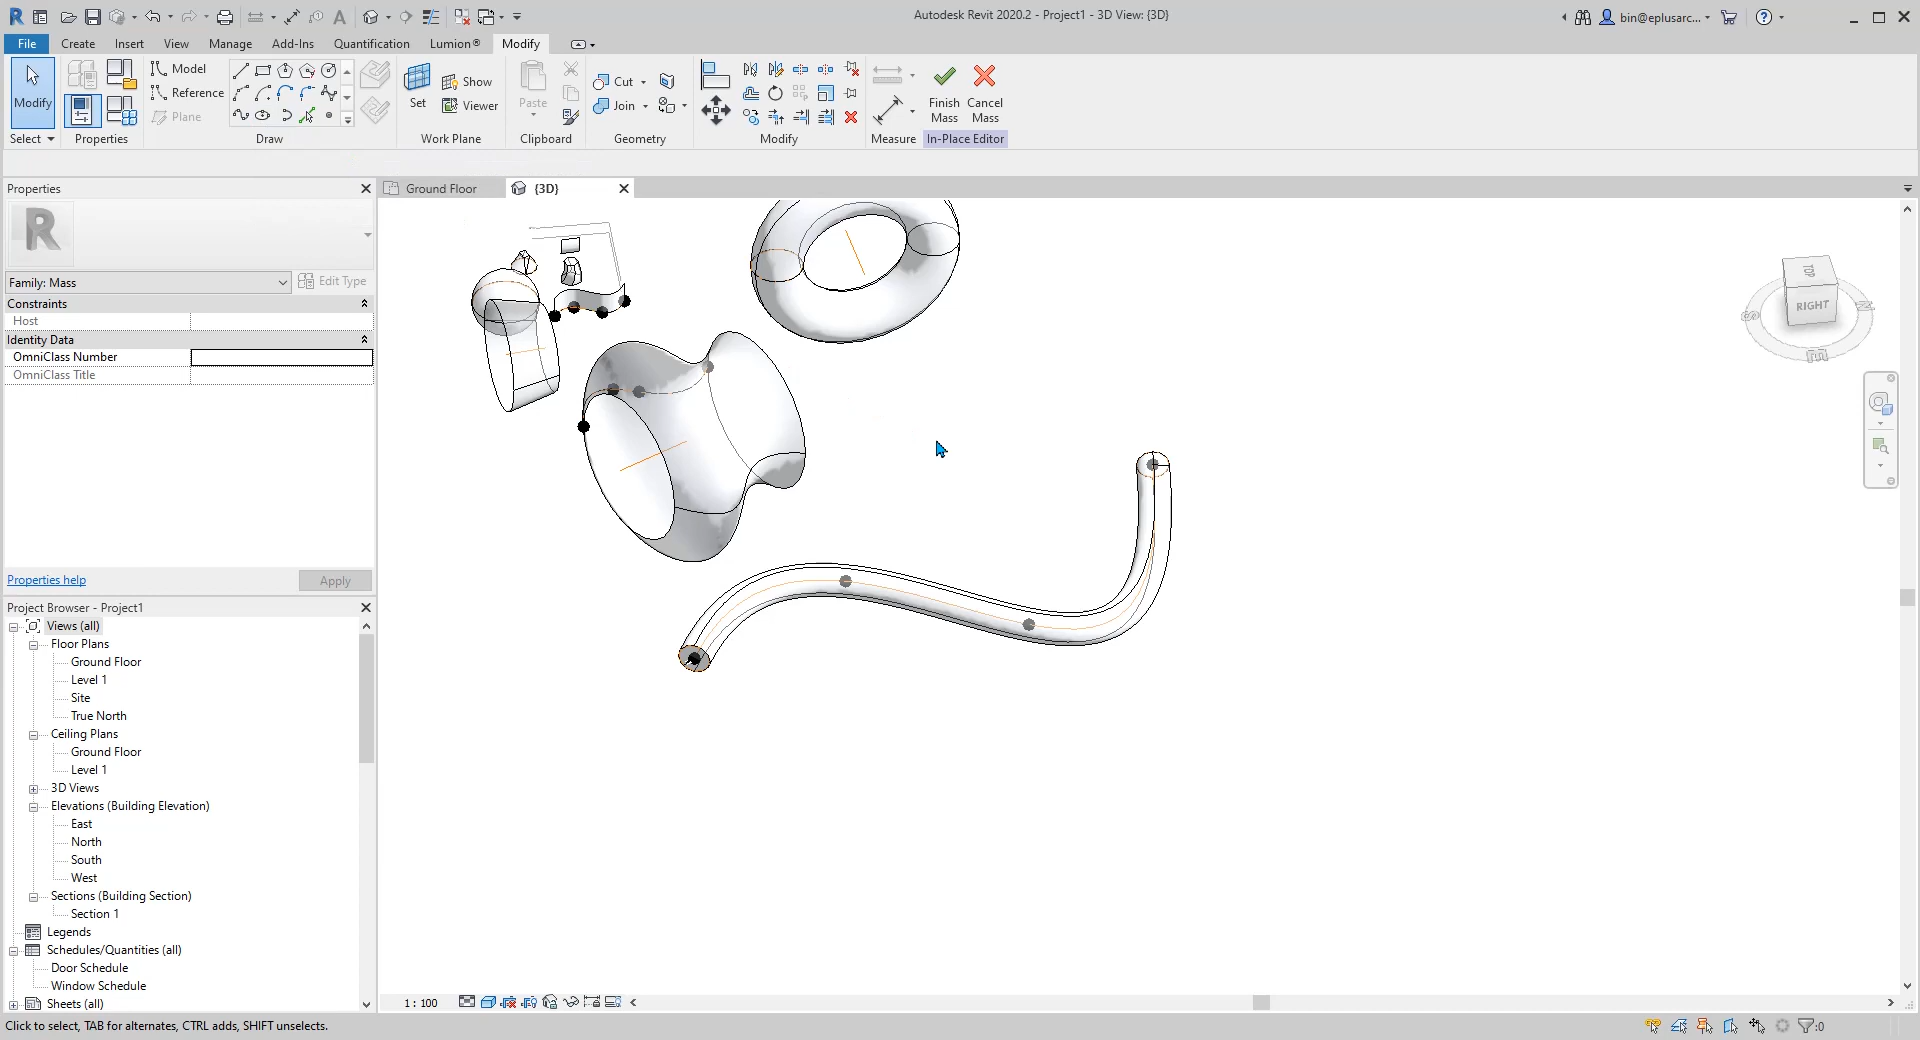 Autodesk Revit 2020.2 - Project1 - 3D View: {3D}
bin@eplusarc...
File Create Insert View Manage Add-Ins Quantification Lumion® Modify
Modify
Model
Reference
Plane
Set
Show
Viewer
Paste
Cut
Join
Finish Mass
Cancel Mass
Select Properties Draw Work Plane Clipboard Geometry Modify Measure In-Place Editor
Properties
Ground Floor {3D}
R
Family: Mass Edit Type
Constraints
Host
Identity Data
OmniClass Number
OmniClass Title
Properties help Apply
TOP
RIGHT
S
N
E
Project Browser - Project1
Views (all)
Floor Plans
Ground Floor
Level 1
Site
True North
Ceiling Plans
Ground Floor
Level 1
3D Views
Elevations (Building Elevation)
East
North
South
West
Sections (Building Section)
Section 1
Legends
Schedules/Quantities (all)
Door Schedule
Window Schedule
Sheets (all)
1 : 100
Click to select, TAB for alternates, CTRL adds, SHIFT unselects.
:0